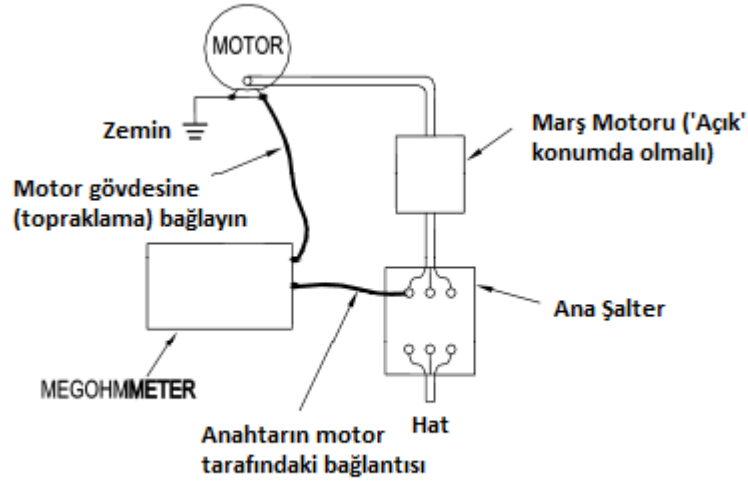 MOTOR
Zemin
Marş Motoru ('Açık'
konumda olmalı)
Motor gövdesine
(topraklama) bağlayın
Ana Şalter
MEGOHMMETER
Hat
Anahtarın motor
tarafındaki bağlantısı